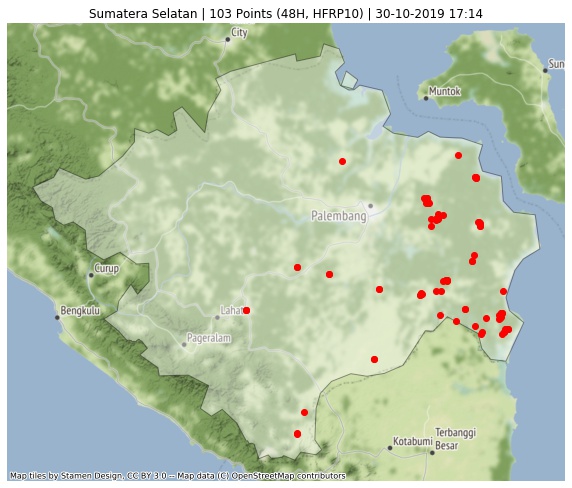 Sumatera Selatan | 103 Points (48H, HFRP10) | 30-10-2019 17:14
City
Sun
Muntok
Palembang
Curup
Bengkulu
Lahat
Pageralam
Terbanggi
Kotabumi
Besar
Map tiles by Stamen Design, CC BY 3.0 -- Map data (C) OpenStreetMap contributors